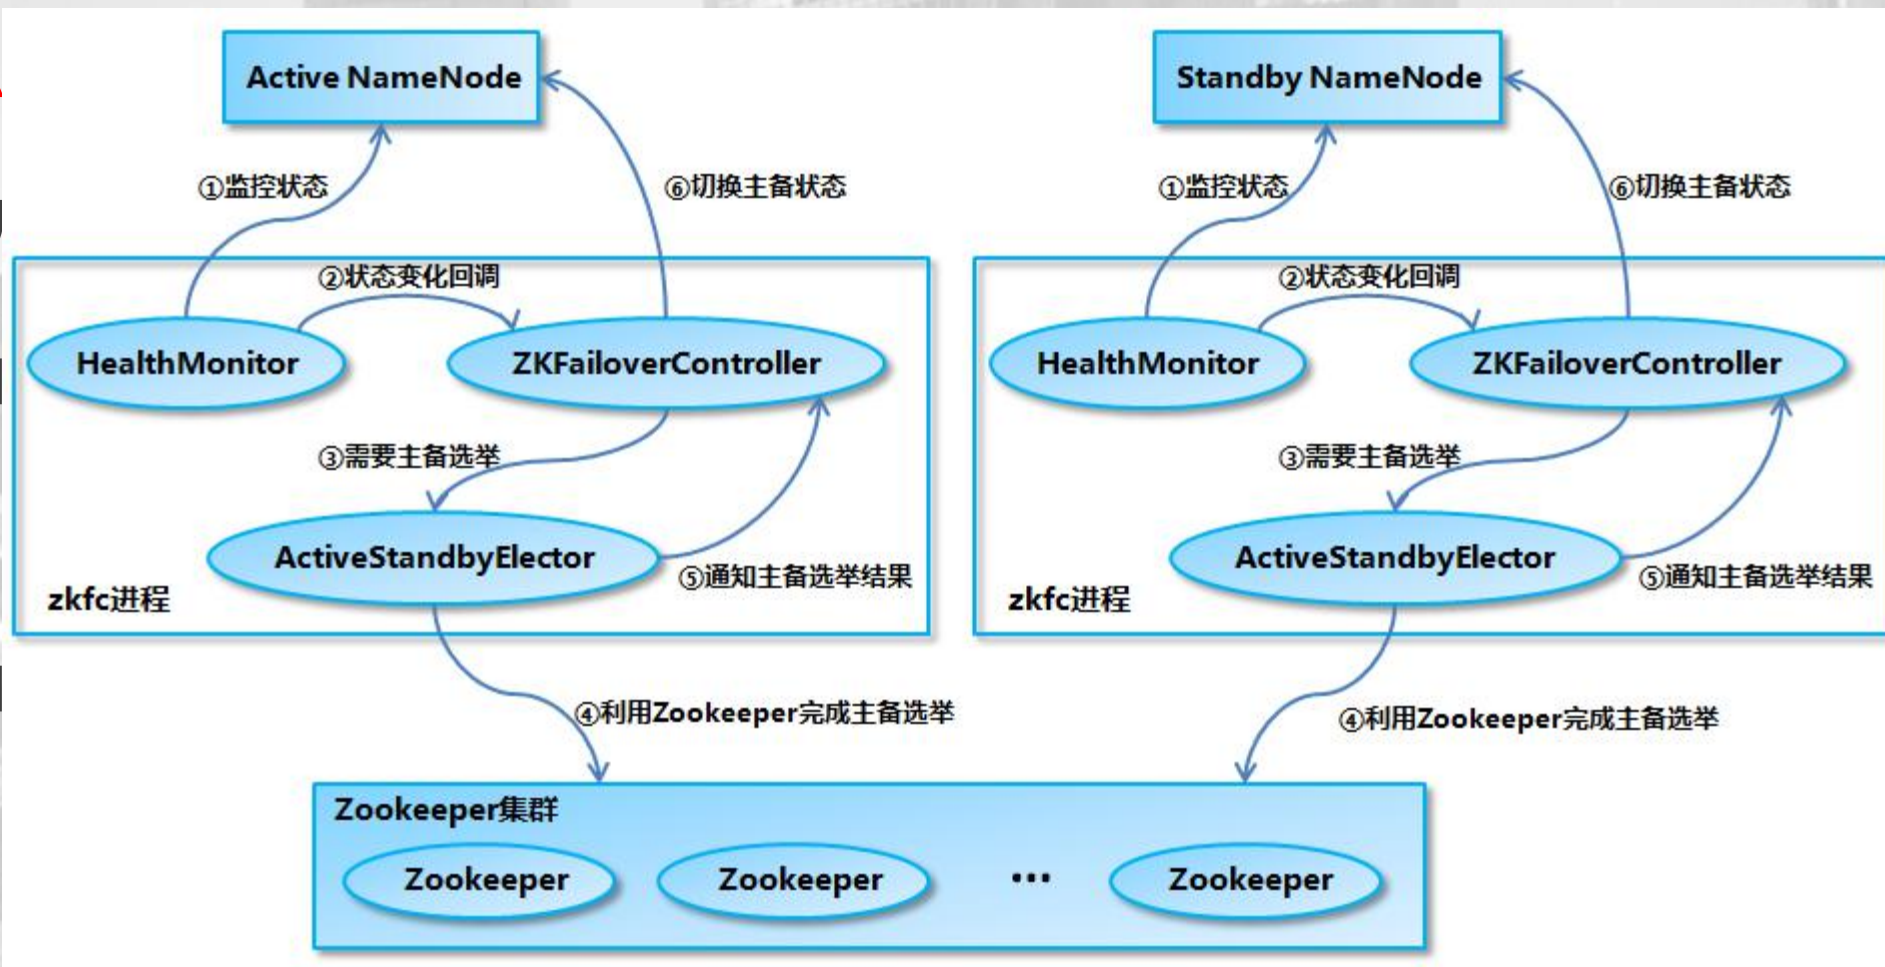 Active NameNode
Standby NameNode
①监控状态
⑥切换主备状态
①监控状态
⑥切换主备状态
②状态变化回调
②状态变化回调
HealthMonitor
ZKFailoverController
HealthMonitor
ZKFailoverController
③需要主备选举
③需要主备选举
ActiveStandbyElector
⑤通知主备选举结果
ActiveStandbyElector
⑤通知主备选举结果
zkfc进程
zkfc进程
④利用Zookeeper完成主备选举
④利用Zookeeper完成主备选举
Zookeeper集群
Zookeeper
Zookeeper
...
Zookeeper